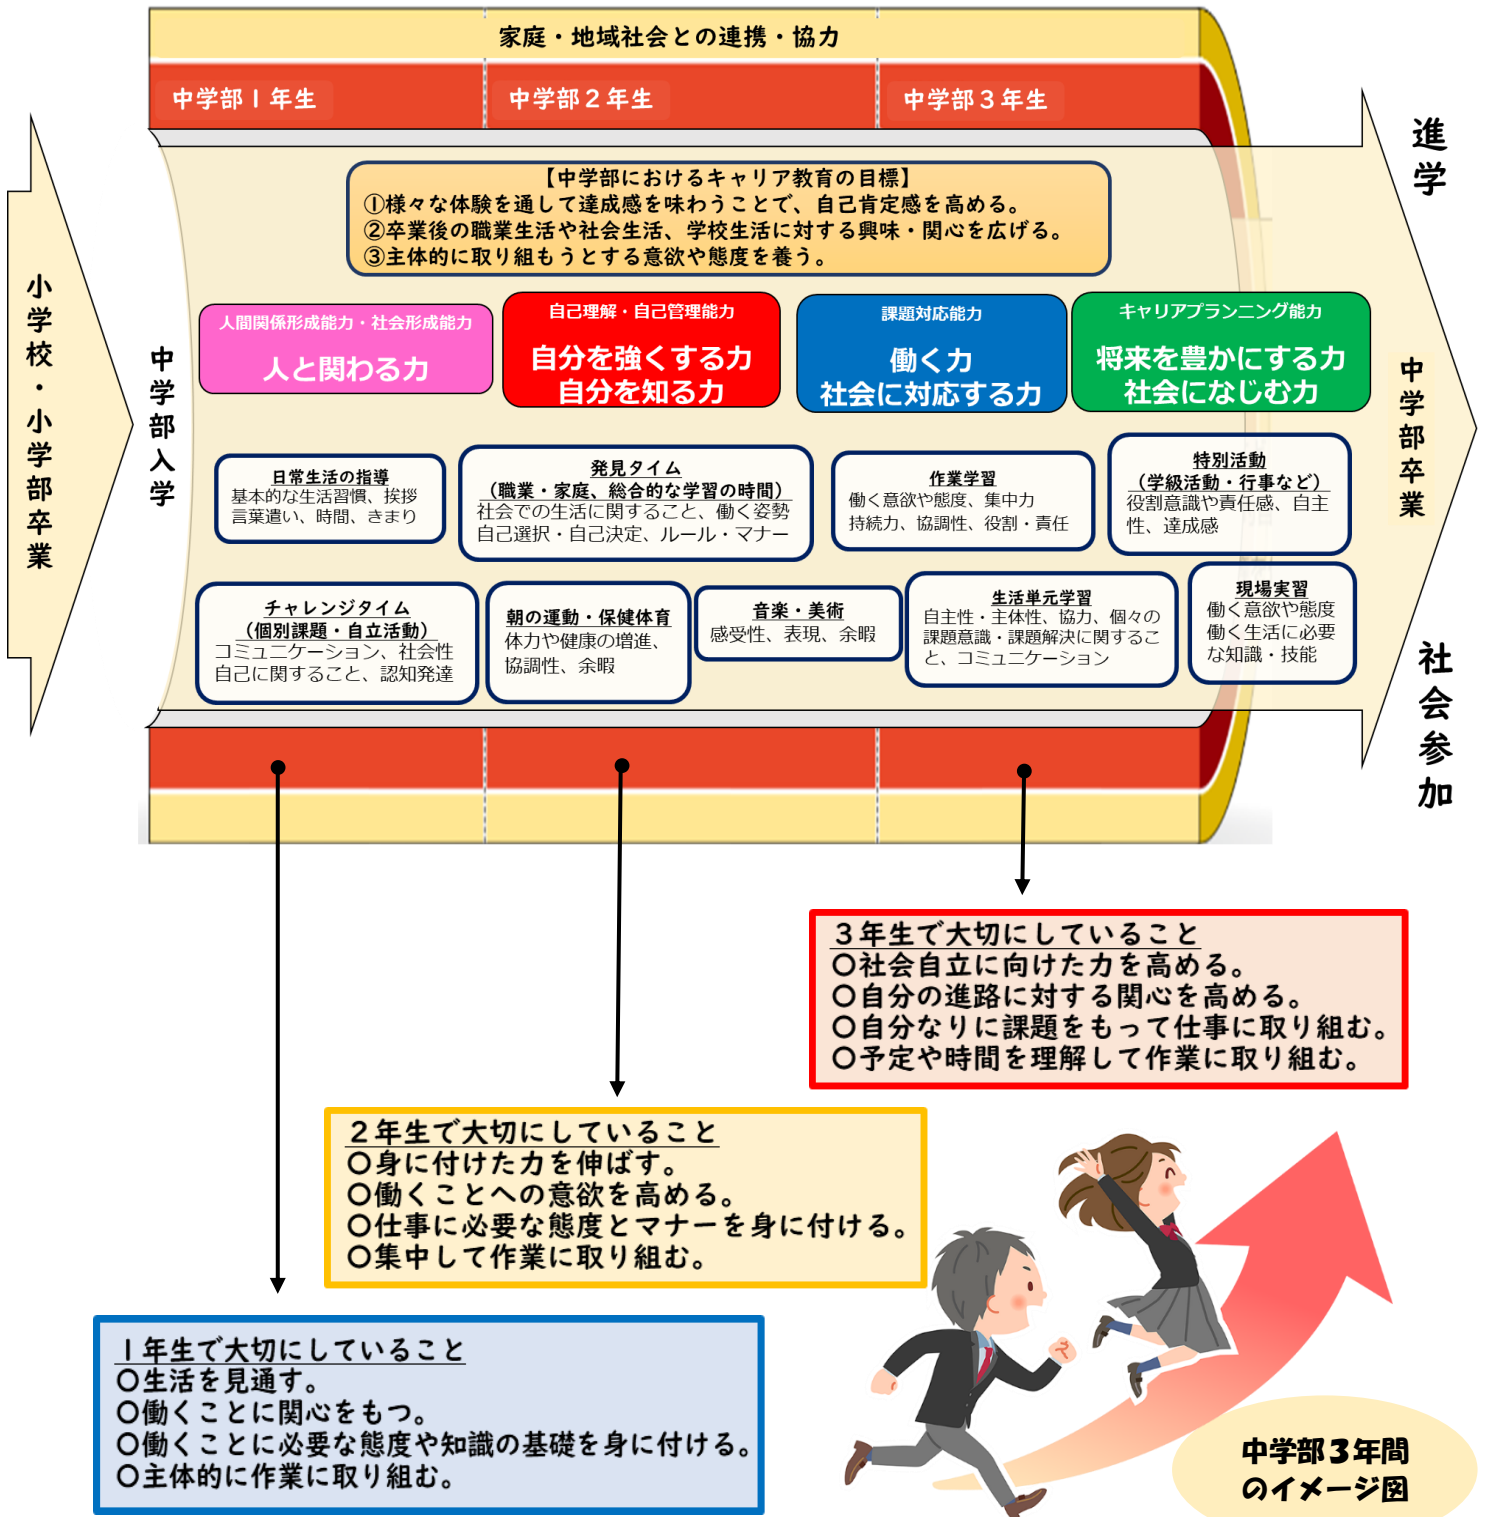 家庭・地域社会との連携・協力
中学部1年生
中学部2年生
中学部3年生
小学校・小学部卒業
中学部入学
【中学部におけるキャリア教育の目標】
①様々な体験を通して達成感を味わうことで、自己肯定感を高める。
②卒業後の職業生活や社会生活、学校生活に対する興味・関心を広げる。
③主体的に取り組もうとする意欲や態度を養う。
人間関係形成能力・社会形成能力
人と関わる力
自己理解・自己管理能力
自分を強くする力
自分を知る力
課題対応能力
働く力
社会に対応する力
キャリアプランニング能力
将来を豊かにする力
社会になじむ力
日常生活の指導
基本的な生活習慣、挨拶
言葉遣い、時間、きまり
発見タイム
（職業・家庭、総合的な学習の時間）
社会での生活に関すること、働く姿勢
自己選択・自己決定、ルール・マナー
作業学習
働く意欲や態度、集中力
持続力、協調性、役割・責任
特別活動
（学級活動・行事など）
役割意識や責任感、自主
性、達成感
チャレンジタイム
（個別課題・自立活動）
コミュニケーション、社会性
自己に関すること、認知発達
朝の運動・保健体育
体力や健康の増進、
協調性、余暇
音楽・美術
感受性、表現、余暇
生活単元学習
自主性・主体性、協力、個々の
課題意識・課題解決に関するこ
と、コミュニケーション
現場実習
働く意欲や態度
働く生活に必要
な知識・技能
中学部卒業
進学
社会参加
3年生で大切にしていること
〇社会自立に向けた力を高める。
〇自分の進路に対する関心を高める。
〇自分なりに課題をもって仕事に取り組む。
〇予定や時間を理解して作業に取り組む。
2年生で大切にしていること
〇身に付けた力を伸ばす。
〇働くことへの意欲を高める。
〇仕事に必要な態度とマナーを身に付ける。
〇集中して作業に取り組む。
1年生で大切にしていること
〇生活を見通す。
〇働くことに関心をもつ。
〇働くことに必要な態度や知識の基礎を身に付ける。
〇主体的に作業に取り組む。
中学部3年間
のイメージ図